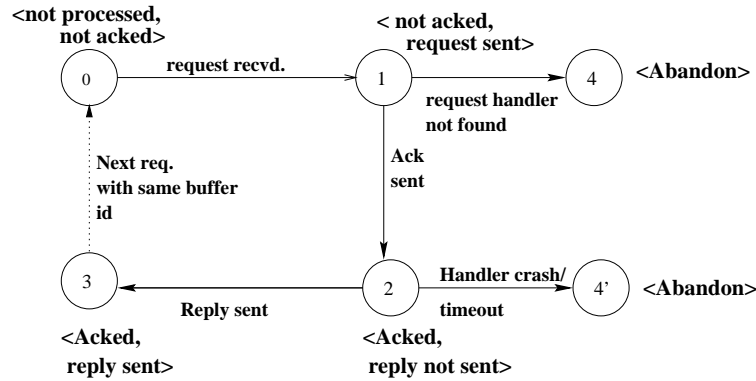 <not processed,
not acked>
0
request recvd.
< not acked,
request sent>
1
request handler
not found
4
<Abandon>
Ack
sent
Next req.
with same buffer
id
3
Reply sent
2
Handler crash/
timeout
4'
<Abandon>
<Acked,
reply sent>
<Acked,
reply not sent>